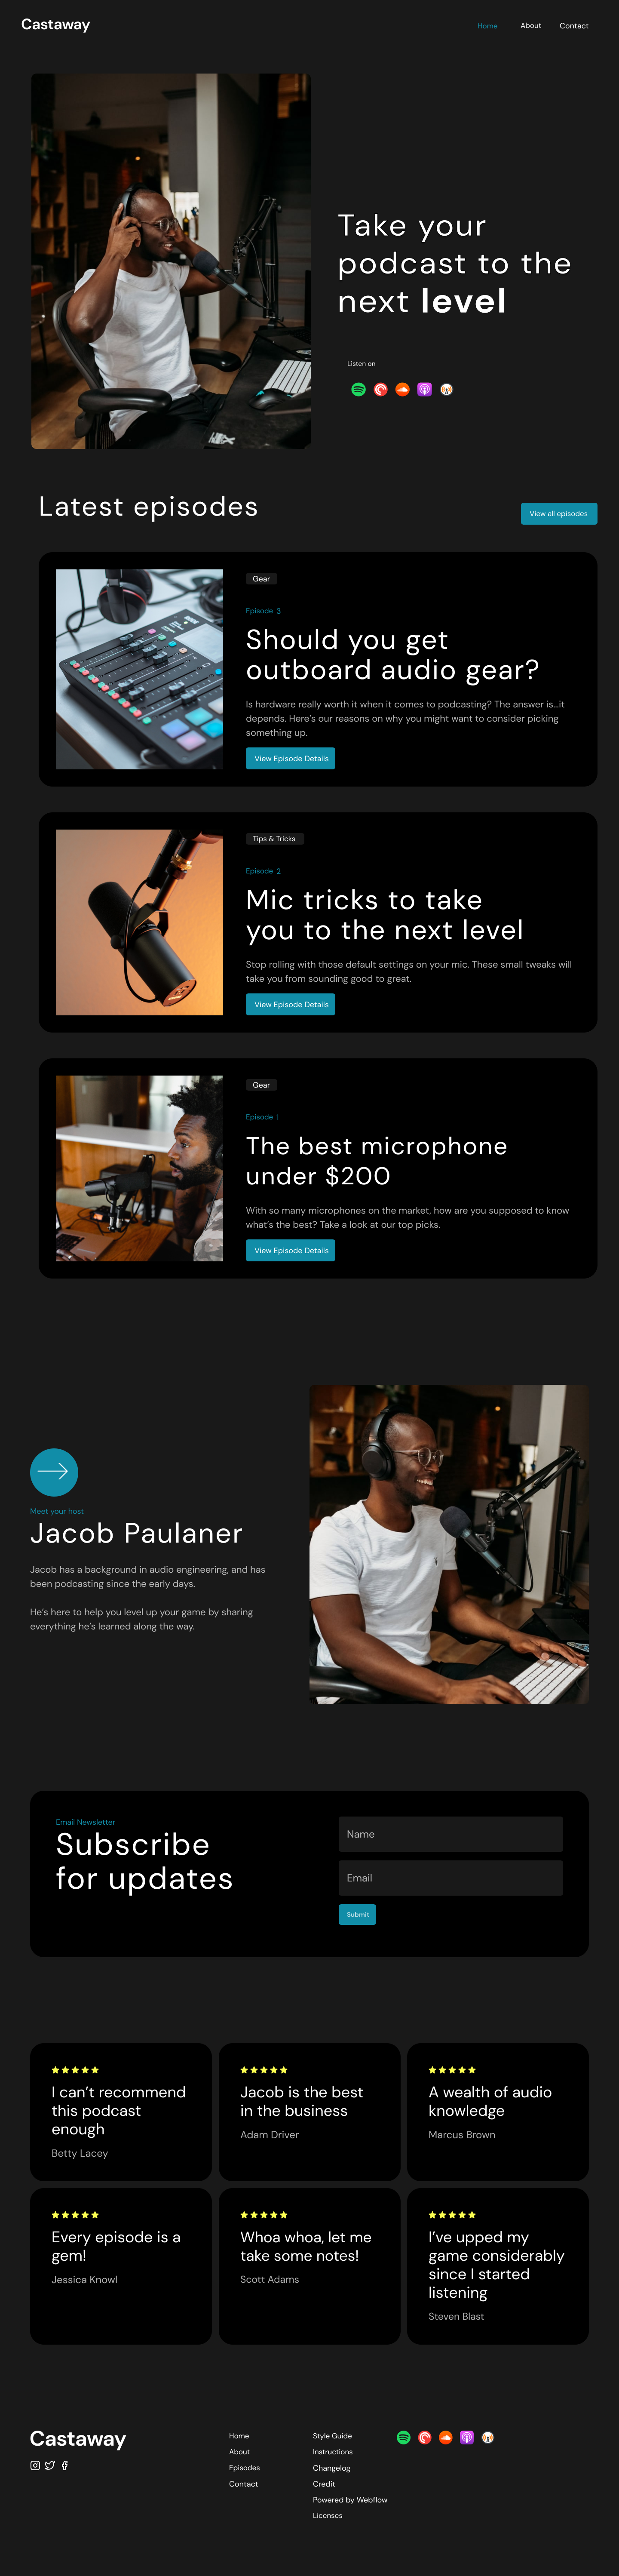 Castaway
Home
About
Contact
Take your
podcast to the
next level
Listen on
Latest episodes
View all episodes
Gear
Episode 3
Should you get
outboard audio gear?
Is hardware really worth it when it comes to podcasting? The answer is...it
depends. Here's our reasons on why you might want to consider picking
something up.
View Episode Details
Tips & Tricks
Episode 2
Mic tricks to take
you to the next level
Stop rolling with those default settings on your mic. These small tweaks will
take you from sounding good to great.
View Episode Details
Gear
Episode 1
The best microphone
under $200
With so many microphones on the market, how are you supposed to know
what's the best? Take a look at our top picks.
View Episode Details
Meet your host
Jacob Paulaner
Jacob has a background in audio engineering, and has
been podcasting since the early days.
He's here to help you level up your game by sharing
everything he's learned along the way.
Email Newsletter
Subscribe
for updates
Name
Email
Submit
I can't recommend
this podcast
enough
Betty Lacey
Jacob is the best
in the business
Adam Driver
A wealth of audio
knowledge
Marcus Brown
Every episode is a
gem!
Jessica Knowl
Whoa whoa, let me
take some notes!
Scott Adams
I've upped my
game considerably
since I started
listening
Steven Blast
Castaway
Home
About
Episodes
Contact
Style Guide
Instructions
Changelog
Credit
Powered by Webflow
Licenses